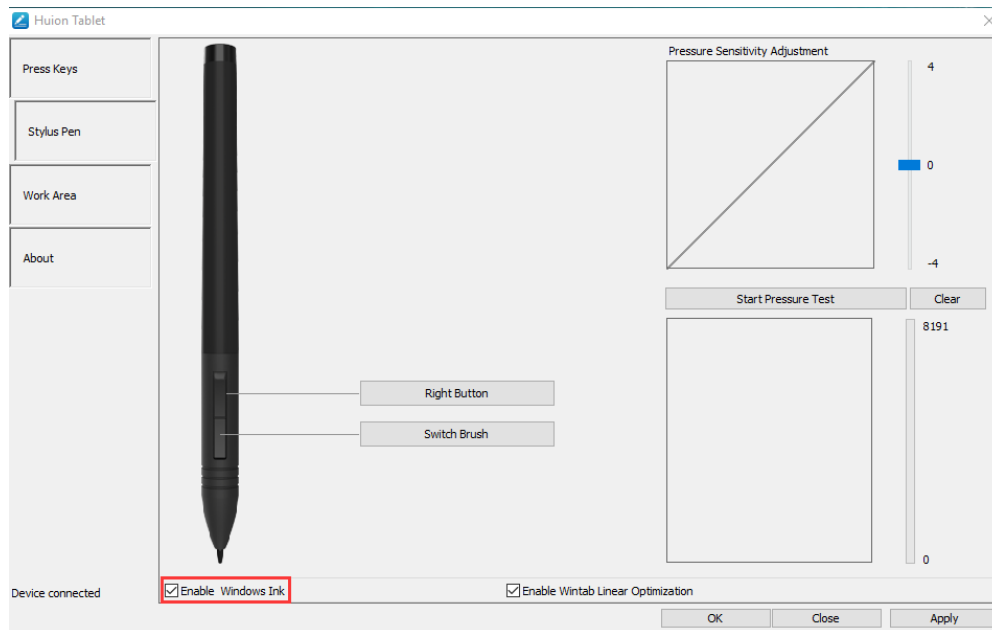 Huion Tablet
Press Keys
Stylus Pen
Work Area
About
Device connected
Right Button
Switch Brush
Pressure Sensitivity Adjustment
4
0
-4
Start Pressure Test
Clear
8191
0
Enable  Windows Ink
Enable Wintab Linear Optimization
OK
Close
Apply